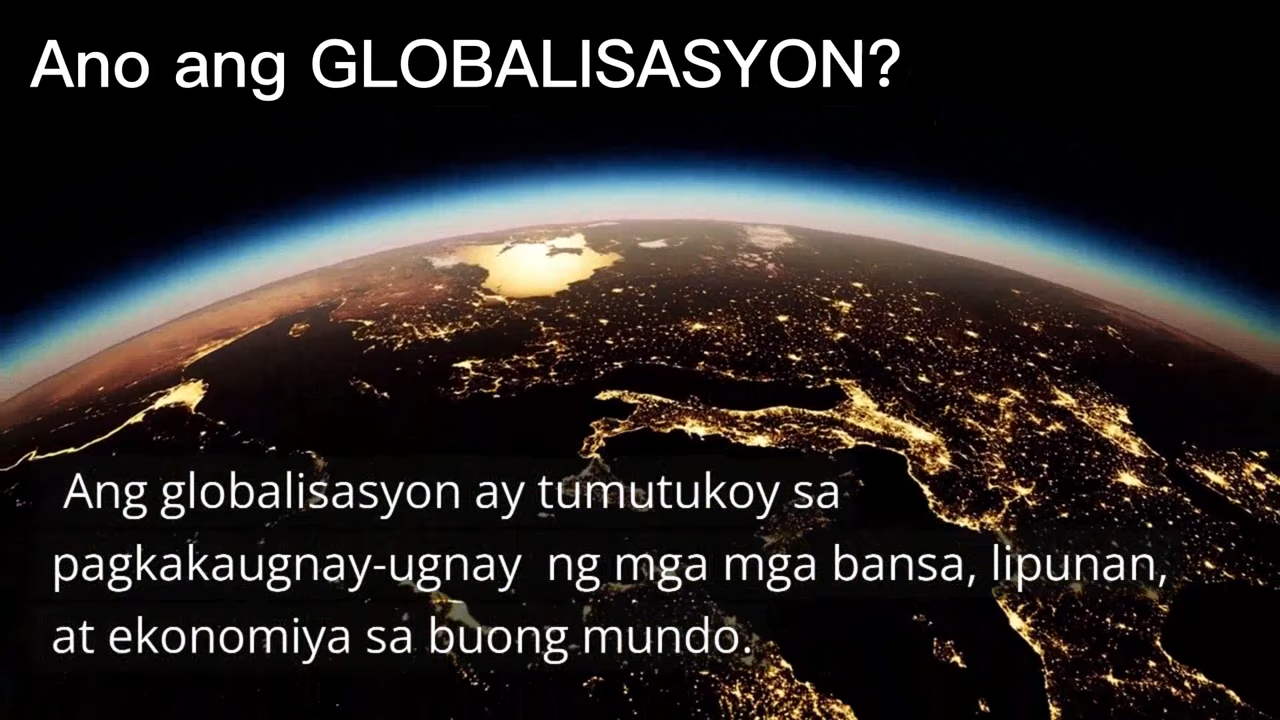 Ano ang GLOBALISASYON?
Ang globalisasyon ay tumutukoy sa
pagkakaugnay-ugnay ng mga mga bansa, lipunan,
at ekonomiya sa buong mundo.